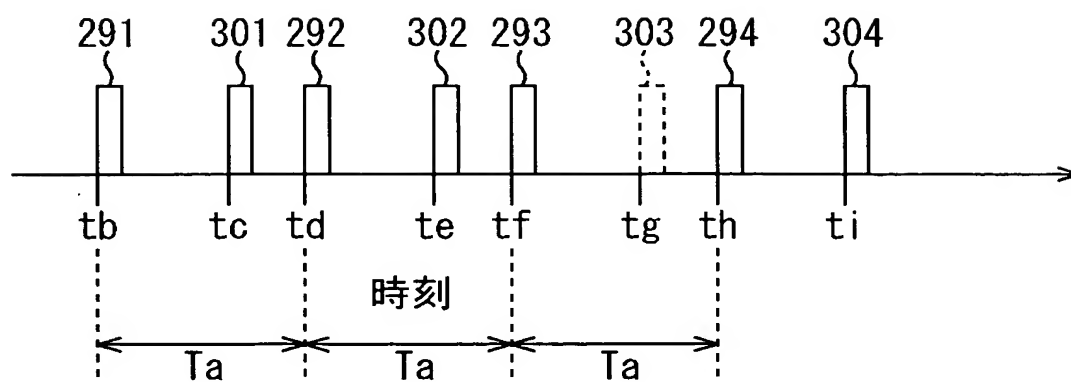 291 301 292 302 293 303 294 304
tb tc td te tf tg th ti
時刻
Ta Ta Ta